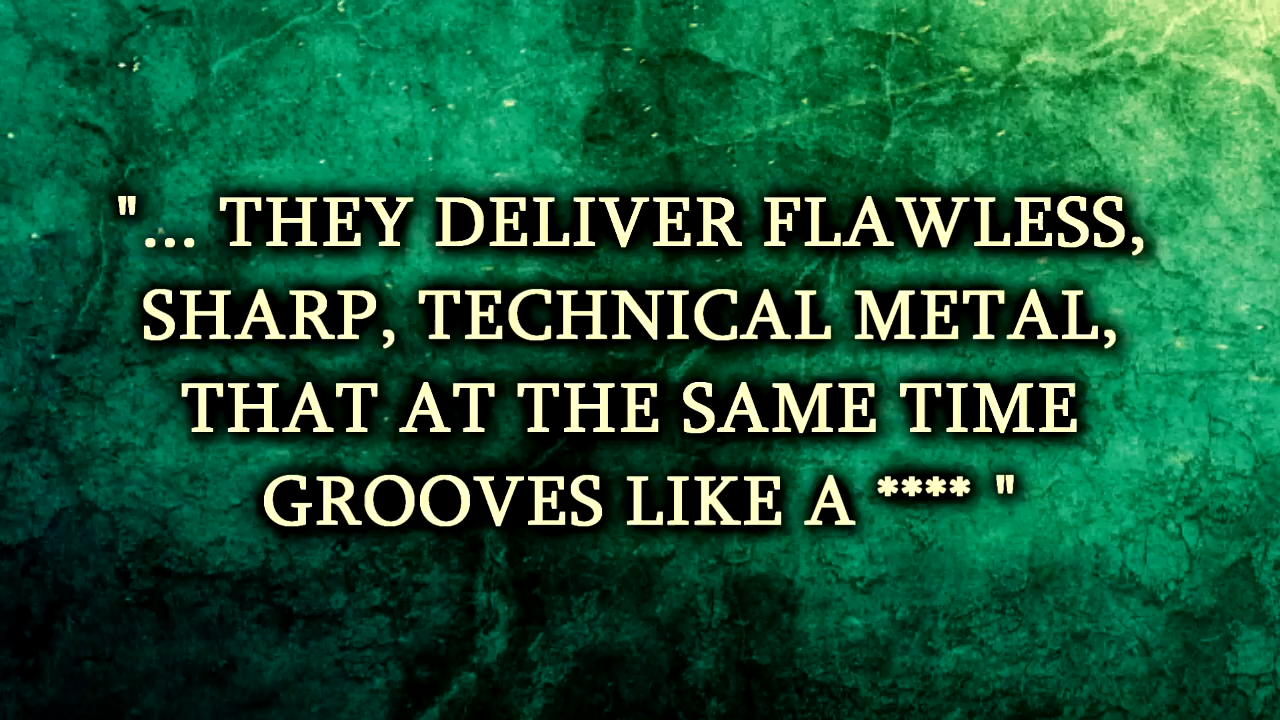 "... THEY DELIVER FLAWLESS,
SHARP, TECHNICAL METAL,
THAT AT THE SAME TIME
GROOVES LIKE A **** "